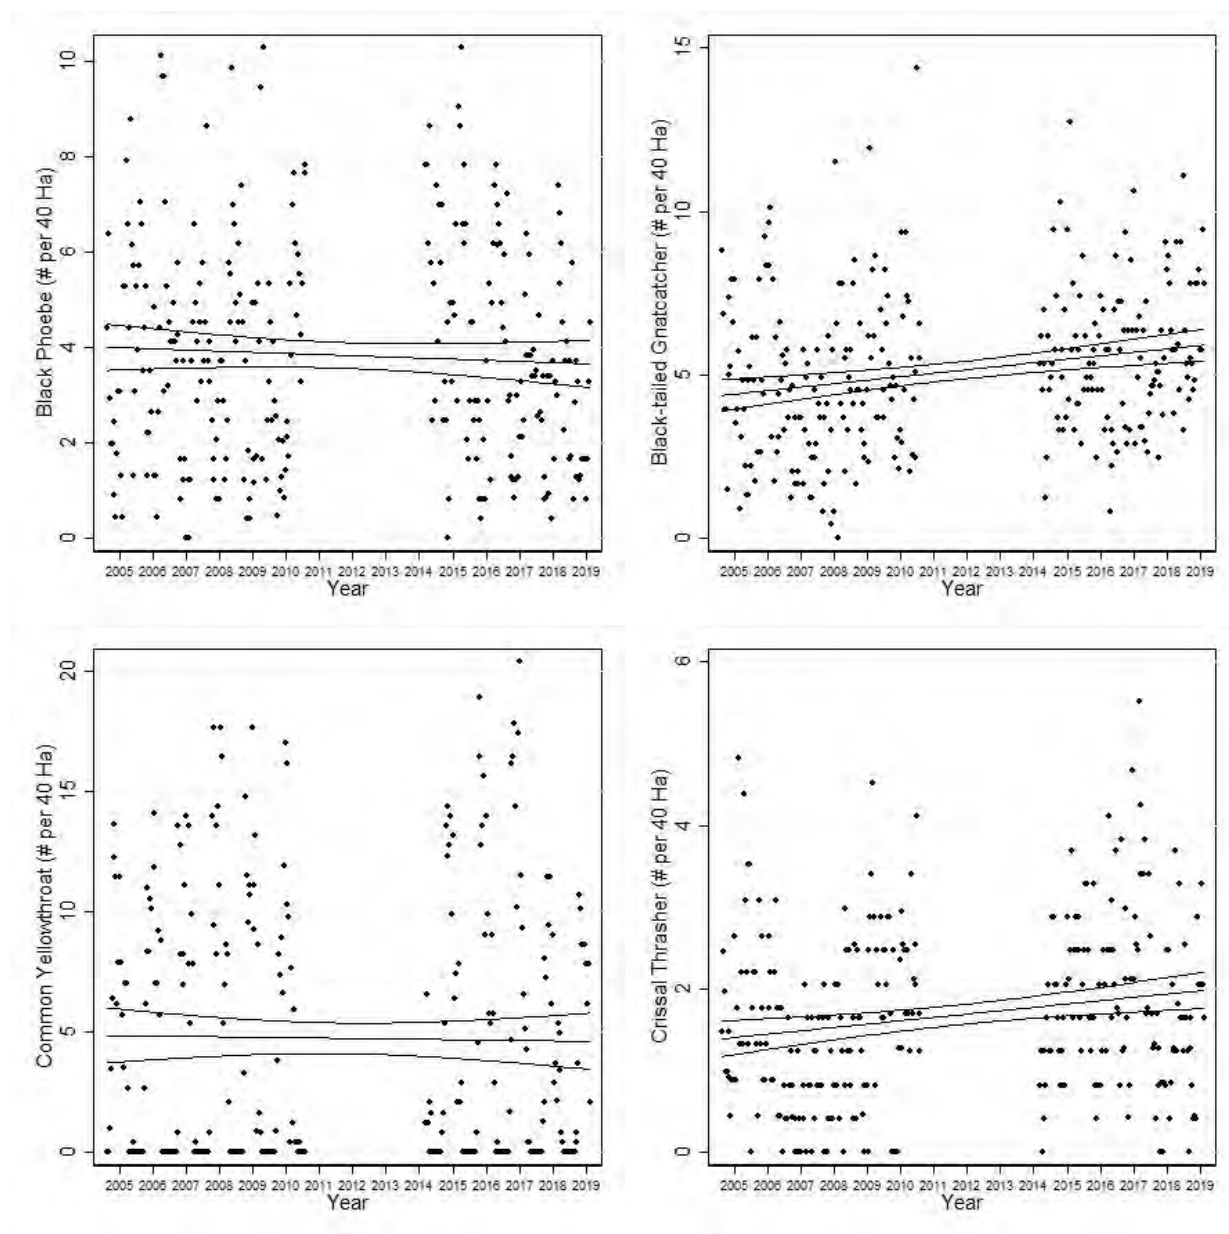 Black Phoebe (# per 40 Ha)
10
8
6
4
2
0
2005 2006 2007 2008 2009 2010 2011 2012 2013 2014 2015 2016 2017 2018 2019
Year
Black-tailed Gnatcatcher (# per 40 Ha)
15
10
5
0
2005 2006 2007 2008 2009 2010 2011 2012 2013 2014 2015 2016 2017 2018 2019
Year
Common Yellowthroat (# per 40 Ha)
20
15
10
5
0
2005 2006 2007 2008 2009 2010 2011 2012 2013 2014 2015 2016 2017 2018 2019
Year
Crissal Thrasher (# per 40 Ha)
6
4
2
0
2005 2006 2007 2008 2009 2010 2011 2012 2013 2014 2015 2016 2017 2018 2019
Year